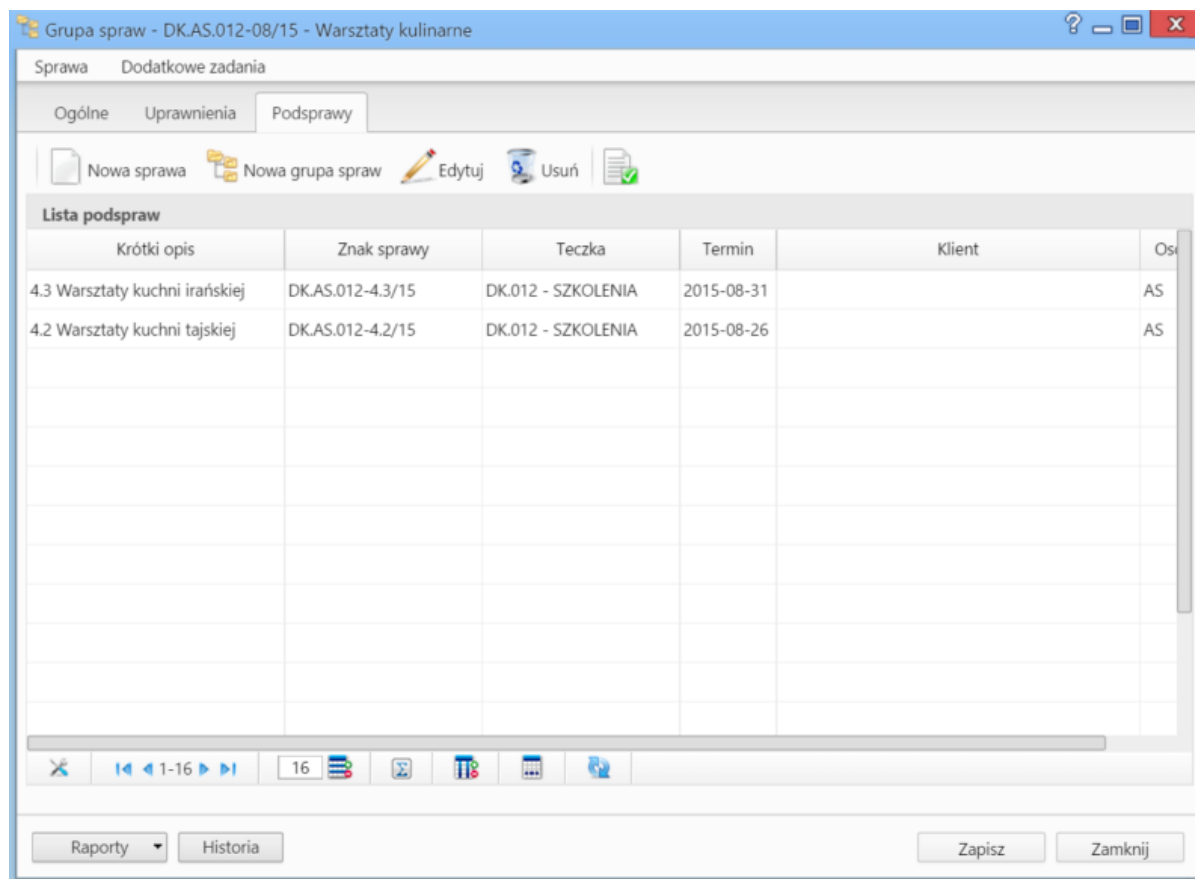 Grupa spraw - DK.AS.012-08/15 - Warsztaty kulinarne
Sprawa Dodatkowe zadania
Ogólne Uprawnienia Podsprawy
Nowa sprawa Nowa grupa spraw Edytuj Usuń
Lista podspraw
Krótki opis Znak sprawy Teczka Termin Klient
4.3 Warsztaty kuchni irańskiej DK.AS.012-4.3/15 DK.012 - SZKOLENIA 2015-08-31 AS
4.2 Warsztaty kuchni tajskiej DK.AS.012-4.2/15 DK.012 - SZKOLENIA 2015-08-26 AS
1-16 16
Raporty Historia Zapisz Zamknij